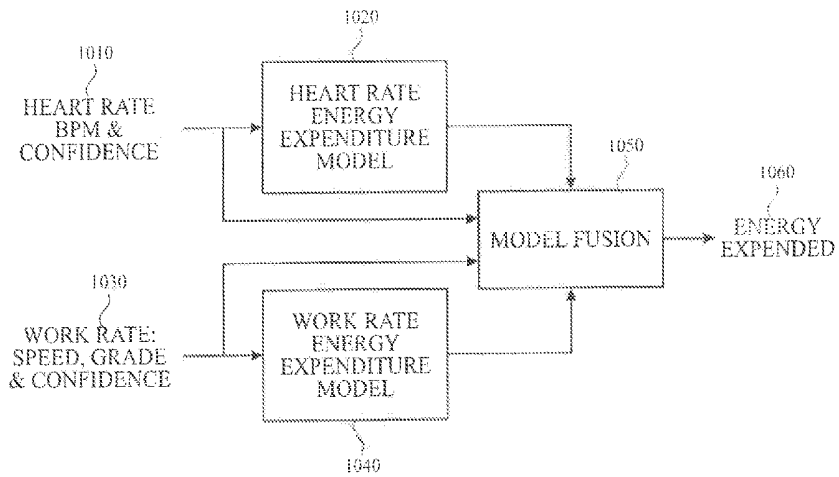 1010
HEART RATE
BPM &
CONFIDENCE
1020
HEART RATE
ENERGY
EXPENDITURE
MODEL
1050
MODEL FUSION
1060
ENERGY
EXPENDED
1030
WORK RATE:
SPEED, GRADE
& CONFIDENCE
WORK RATE
ENERGY
EXPENDITURE
MODEL
1040